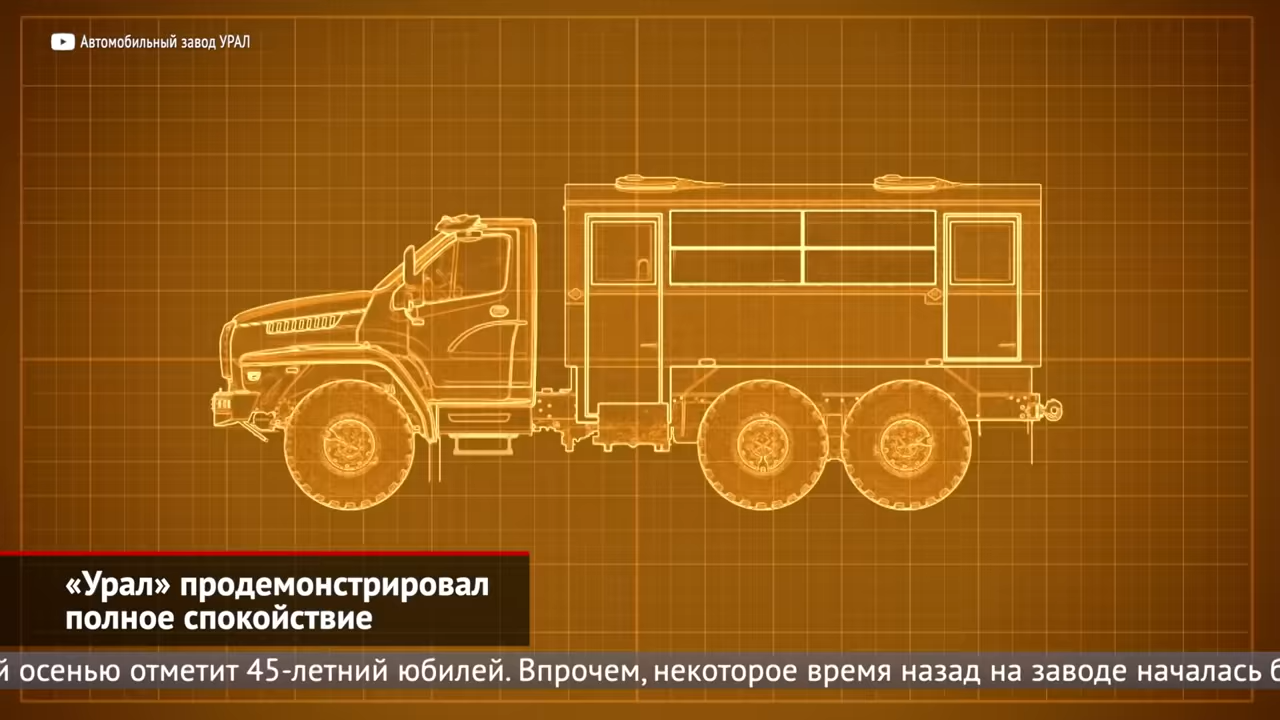 Автомобильный завод УРАЛ
«Урал» продемонстрировал
полное спокойствие
й осенью отметит 45-летний юбилей. Впрочем, некоторое время назад на заводе началась б